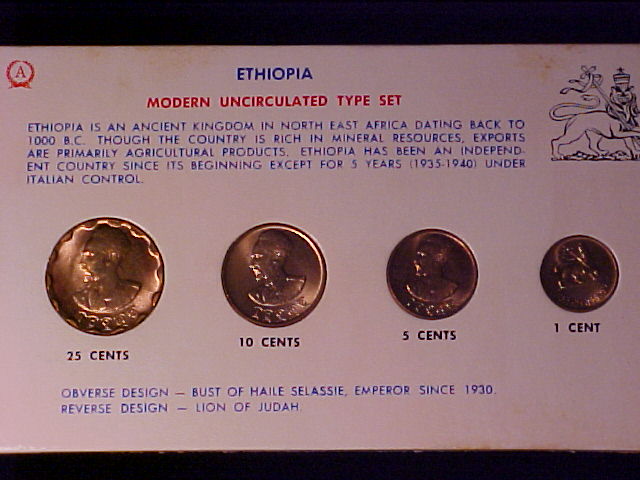 A
ETHIOPIA
MODERN UNCIRCULATED TYPE SET
ETHIOPIA IS AN ANCIENT KINGDOM IN NORTH EAST AFRICA DATING BACK TO
1000 B.C. THOUGH THE COUNTRY IS RICH IN MINERAL RESOURCES, EXPORTS
ARE PRIMARILY AGRICULTURAL PRODUCTS. ETHIOPIA HAS BEEN AN INDEPEND-
ENT COUNTRY SINCE ITS BEGINNING EXCEPT FOR 5 YEARS (1935-1940) UNDER
ITALIAN CONTROL.
25 CENTS
10 CENTS
5 CENTS
1 CENT
OBVERSE DESIGN — BUST OF HAILE SELASSIE, EMPEROR SINCE 1930.
REVERSE DESIGN — LION OF JUDAH.